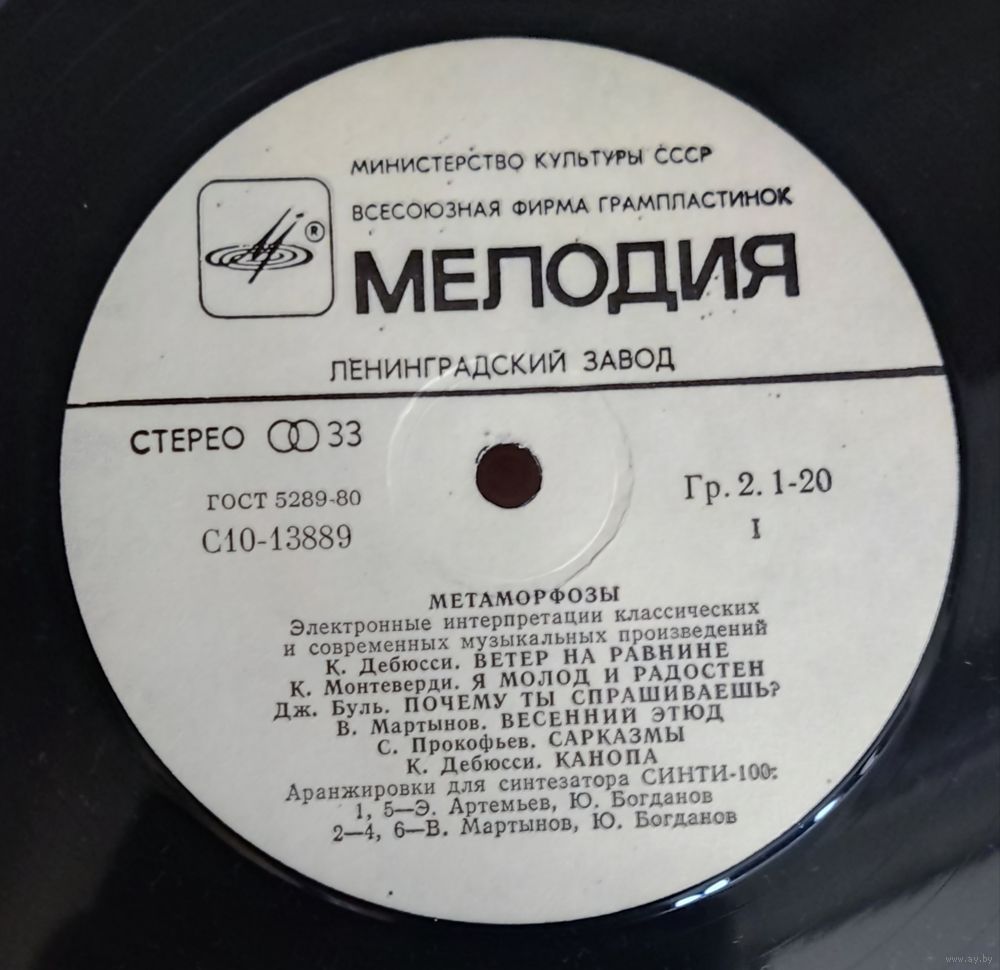 МИНИСТЕРСТВО КУЛЬТУРЫ СССР
ВСЕСОЮЗНАЯ ФИРМА ГРАМПЛАСТИНОК
®
МЕЛОДИЯ
ЛЕНИНГРАДСКИЙ ЗАВОД
СТЕРЕО 33
ГОСТ 5289-80
С10-13889
Гр. 2. 1-20
I
МЕТАМОРФОЗЫ
Электронные интерпретации классических
и современных музыкальных произведений
К. Дебюсси. ВЕТЕР НА РАВНИНЕ
К. Монтеверди. Я МОЛОД И РАДОСТЕН
Дж. Буль. ПОЧЕМУ ТЫ СПРАШИВАЕШЬ?
В. Мартынов. ВЕСЕННИЙ ЭТЮД
С. Прокофьев. САРКАЗМЫ
К. Дебюсси. КАНОПА
Аранжировки для синтезатора СИНТИ-100:
1, 5—Э. Артемьев, Ю. Богданов
2—4, 6—В. Мартынов, Ю. Богданов
www.ay.by